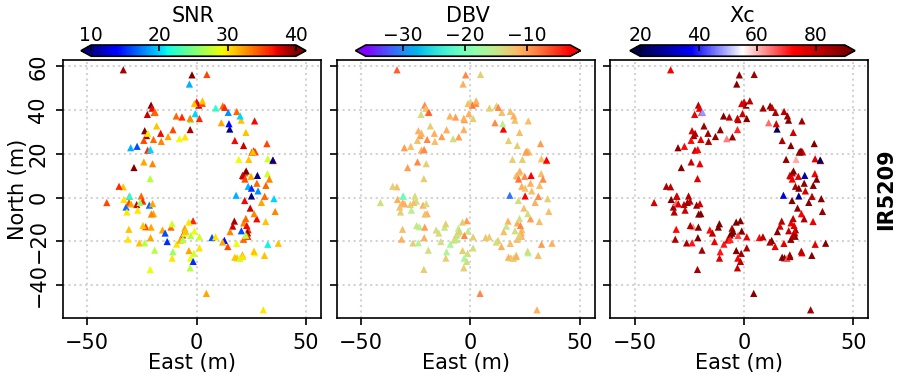 SNR DBV Xc
10 20 30 40 −30 −20 −10 20 40 60 80
60
40
20
0
−20
−40
North (m)
−50 0 50 −50 0 50 −50 0 50
East (m) East (m) East (m)
IR5209